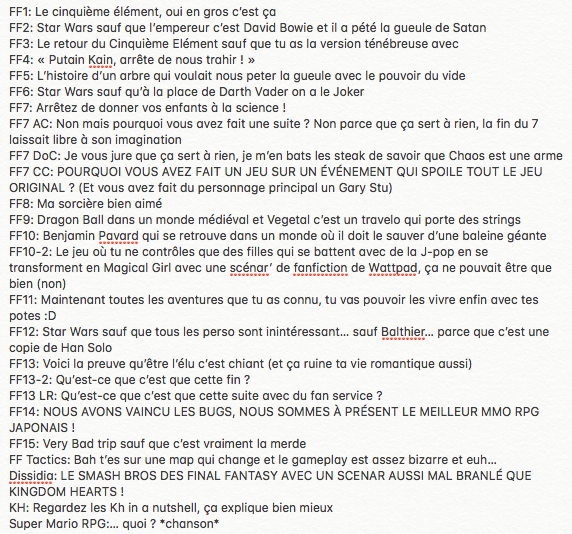 FF1: Le cinquième élément, oui en gros c’est ça
FF2: Star Wars sauf que l’empereur c’est David Bowie et il a pété la gueule de Satan
FF3: Le retour du Cinquième Elément sauf que tu as la version ténébreuse avec
FF4: « Putain Kain, arrête de nous trahir ! »
FF5: L’histoire d’un arbre qui voulait nous peter la gueule avec le pouvoir du vide
FF6: Star Wars sauf qu’à la place de Darth Vader on a le Joker
FF7: Arrêtez de donner vos enfants à la science !
FF7 AC: Non mais pourquoi vous avez fait une suite ? Non parce que ça sert à rien, la fin du 7
laissait libre à son imagination
FF7 DoC: Je vous jure que ça sert à rien, je m’en bats les steak de savoir que Chaos est une arme
FF7 CC: POURQUOI VOUS AVEZ FAIT UN JEU SUR UN ÉVÉNEMENT QUI SPOILE TOUT LE JEU
ORIGINAL ? (Et vous avez fait du personnage principal un Gary Stu)
FF8: Ma sorcière bien aimé
FF9: Dragon Ball dans un monde médiéval et Vegetal c’est un travelo qui porte des strings
FF10: Benjamin Pavard qui se retrouve dans un monde où il doit le sauver d’une baleine géante
FF10-2: Le jeu où tu ne contrôles que des filles qui se battent avec de la J-pop en se
transformant en Magical Girl avec une scénar’ de fanfiction de Wattpad, ça ne pouvait être que
bien (non)
FF11: Maintenant toutes les aventures que tu as connu, tu vas pouvoir les vivre enfin avec tes
potes :D
FF12: Star Wars sauf que tous les perso sont inintéressant... sauf Balthier... parce que c’est une
copie de Han Solo
FF13: Voici la preuve qu’être l’élu c’est chiant (et ça ruine ta vie romantique aussi)
FF13-2: Qu’est-ce que c’est que cette fin ?
FF13 LR: Qu’est-ce que c’est que cette suite avec du fan service ?
FF14: NOUS AVONS VAINCU LES BUGS, NOUS SOMMES À PRÉSENT LE MEILLEUR MMO RPG
JAPONAIS !
FF15: Very Bad trip sauf que c’est vraiment la merde
FF Tactics: Bah t’es sur une map qui change et le gameplay est assez bizarre et euh...
Dissidia: LE SMASH BROS DES FINAL FANTASY AVEC UN SCENAR AUSSI MAL BRANLÉ QUE
KINGDOM HEARTS !
KH: Regardez les Kh in a nutshell, ça explique bien mieux
Super Mario RPG:... quoi ? *chanson*